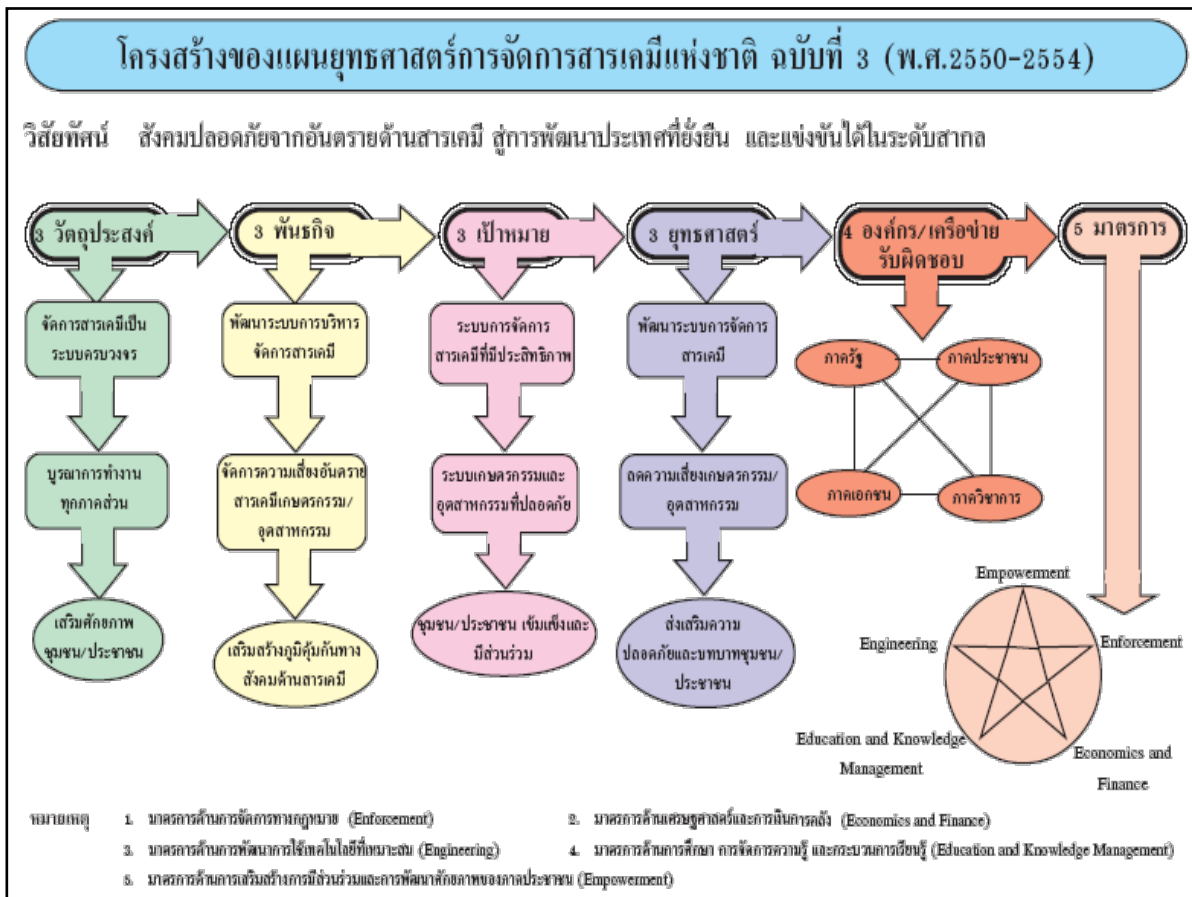 โครงสร้างของแผนยุทธศาสตร์การจัดการสารเคมีแห่งชาติ ฉบับที่ 3 (พ.ศ.2550-2554)
วิสัยทัศน์ สังคมปลอดภัยจากอันตรายด้านสารเคมี สู่การพัฒนาประเทศที่ยั่งยืน และแข่งขันได้ในระดับสากล
3 วัตถุประสงค์
จัดการสารเคมีเป็น
ระบบครบวงจร
บูรณาการทำงาน
ทุกภาคส่วน
เสริมศักยภาพ
ชุมชน/ประชาชน
3 พันธกิจ
พัฒนาระบบการบริหาร
จัดการสารเคมี
จัดการความเสี่ยงอันตราย
สารเคมีเกษตรกรรม/
อุตสาหกรรม
เสริมสร้างภูมิคุ้มกันทาง
สังคมด้านสารเคมี
3 เป้าหมาย
ระบบการจัดการ
สารเคมีที่มีประสิทธิภาพ
ระบบเกษตรกรรมและ
อุตสาหกรรมที่ปลอดภัย
ชุมชน/ประชาชน เข้มแข็งและ
มีส่วนร่วม
3 ยุทธศาสตร์
พัฒนาระบบการจัดการ
สารเคมี
ลดความเสี่ยงเกษตรกรรม/
อุตสาหกรรม
ส่งเสริมความ
ปลอดภัยและบทบาทชุมชน/
ประชาชน
4 องค์กร/เครือข่าย
รับผิดชอบ
ภาครัฐ
ภาคประชาชน
ภาคเอกชน
ภาควิชาการ
5 มาตรการ
Empowerment
Engineering
Enforcement
Education and Knowledge
Management
Economics and
Finance
หมายเหตุ 1. มาตรการด้านการจัดการทางกฎหมาย (Enforcement)
2. มาตรการด้านเศรษฐศาสตร์และการเงินการคลัง (Economics and Finance)
3. มาตรการด้านการพัฒนาการใช้เทคโนโลยีที่เหมาะสม (Engineering)
4. มาตรการด้านการศึกษา การจัดการความรู้ และกระบวนการเรียนรู้ (Education and Knowledge Management)
5. มาตรการด้านการเสริมสร้างการมีส่วนร่วมและการพัฒนาศักยภาพของภาคประชาชน (Empowerment)